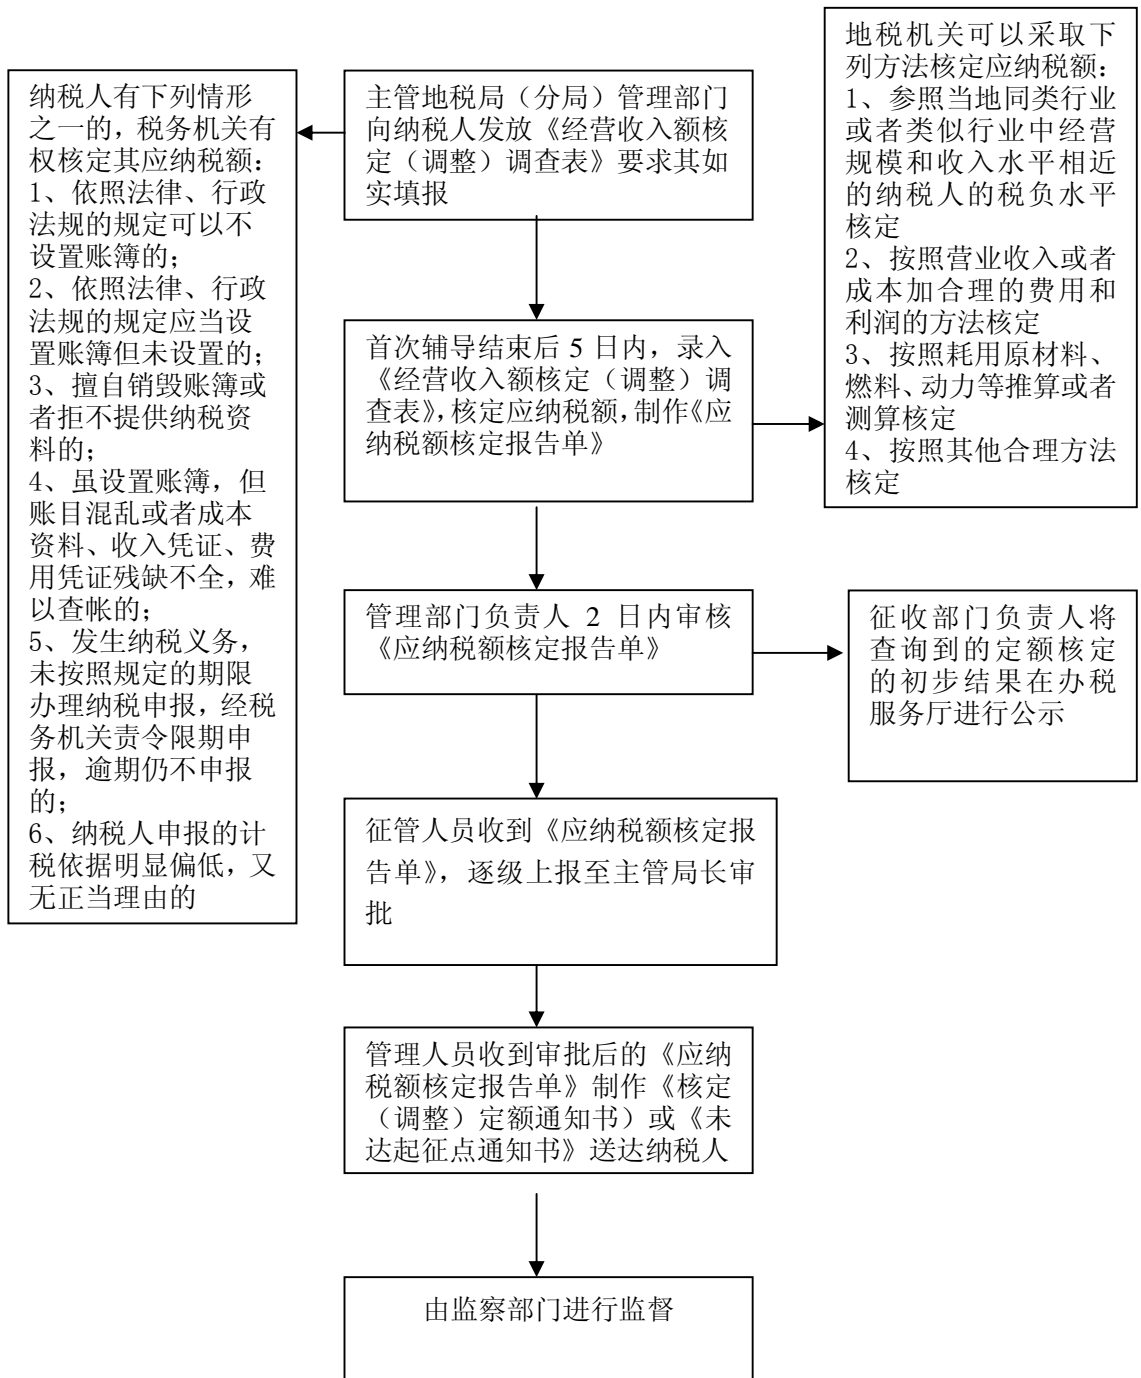 地税机关可以采取下
列方法核定应纳税额：
1、参照当地同类行业
或者类似行业中经营
规模和收入水平相近
的纳税人的税负水平
核定
2、按照营业收入或者
成本加合理的费用和
利润的方法核定
3、按照耗用原材料、
燃料、动力等推算或者
测算核定
4、按照其他合理方法
核定
纳税人有下列情形
之一的，税务机关有
权核定其应纳税额：
1、依照法律、行政
法规的规定可以不
设置账簿的；
2、依照法律、行政
法规的规定应当设
置账簿但未设置的；
3、擅自销毁账簿或
者拒不提供纳税资
料的；
4、虽设置账簿，但
账目混乱或者成本
资料、收入凭证、费
用凭证残缺不全，难
以查帐的；
5、发生纳税义务，
未按照规定的期限
办理纳税申报，经税
务机关责令限期申
报，逾期仍不申报
的；
6、纳税人申报的计
税依据明显偏低，又
无正当理由的
主管地税局（分局）管理部门
向纳税人发放《经营收入额核
定（调整）调查表》要求其如
实填报
首次辅导结束后 5 日内，录入
《经营收入额核定（调整）调
查表》，核定应纳税额，制作《应
纳税额核定报告单》
管理部门负责人 2 日内审核
《应纳税额核定报告单》
征收部门负责人将
查询到的定额核定
的初步结果在办税
服务厅进行公示
征管人员收到《应纳税额核定报
告单》，逐级上报至主管局长审
批
管理人员收到审批后的《应纳
税额核定报告单》制作《核定
（调整）定额通知书）或《未
达起征点通知书》送达纳税人
由监察部门进行监督